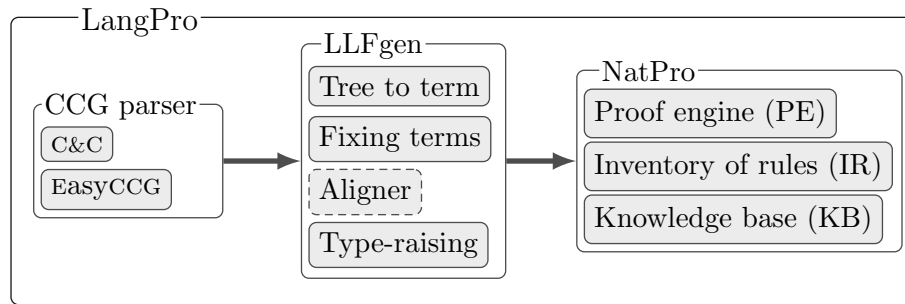 LangPro
CCG parser
C&C
EasyCCG
LLFgen
Tree to term
Fixing terms
Aligner
Type-raising
NatPro
Proof engine (PE)
Inventory of rules (IR)
Knowledge base (KB)